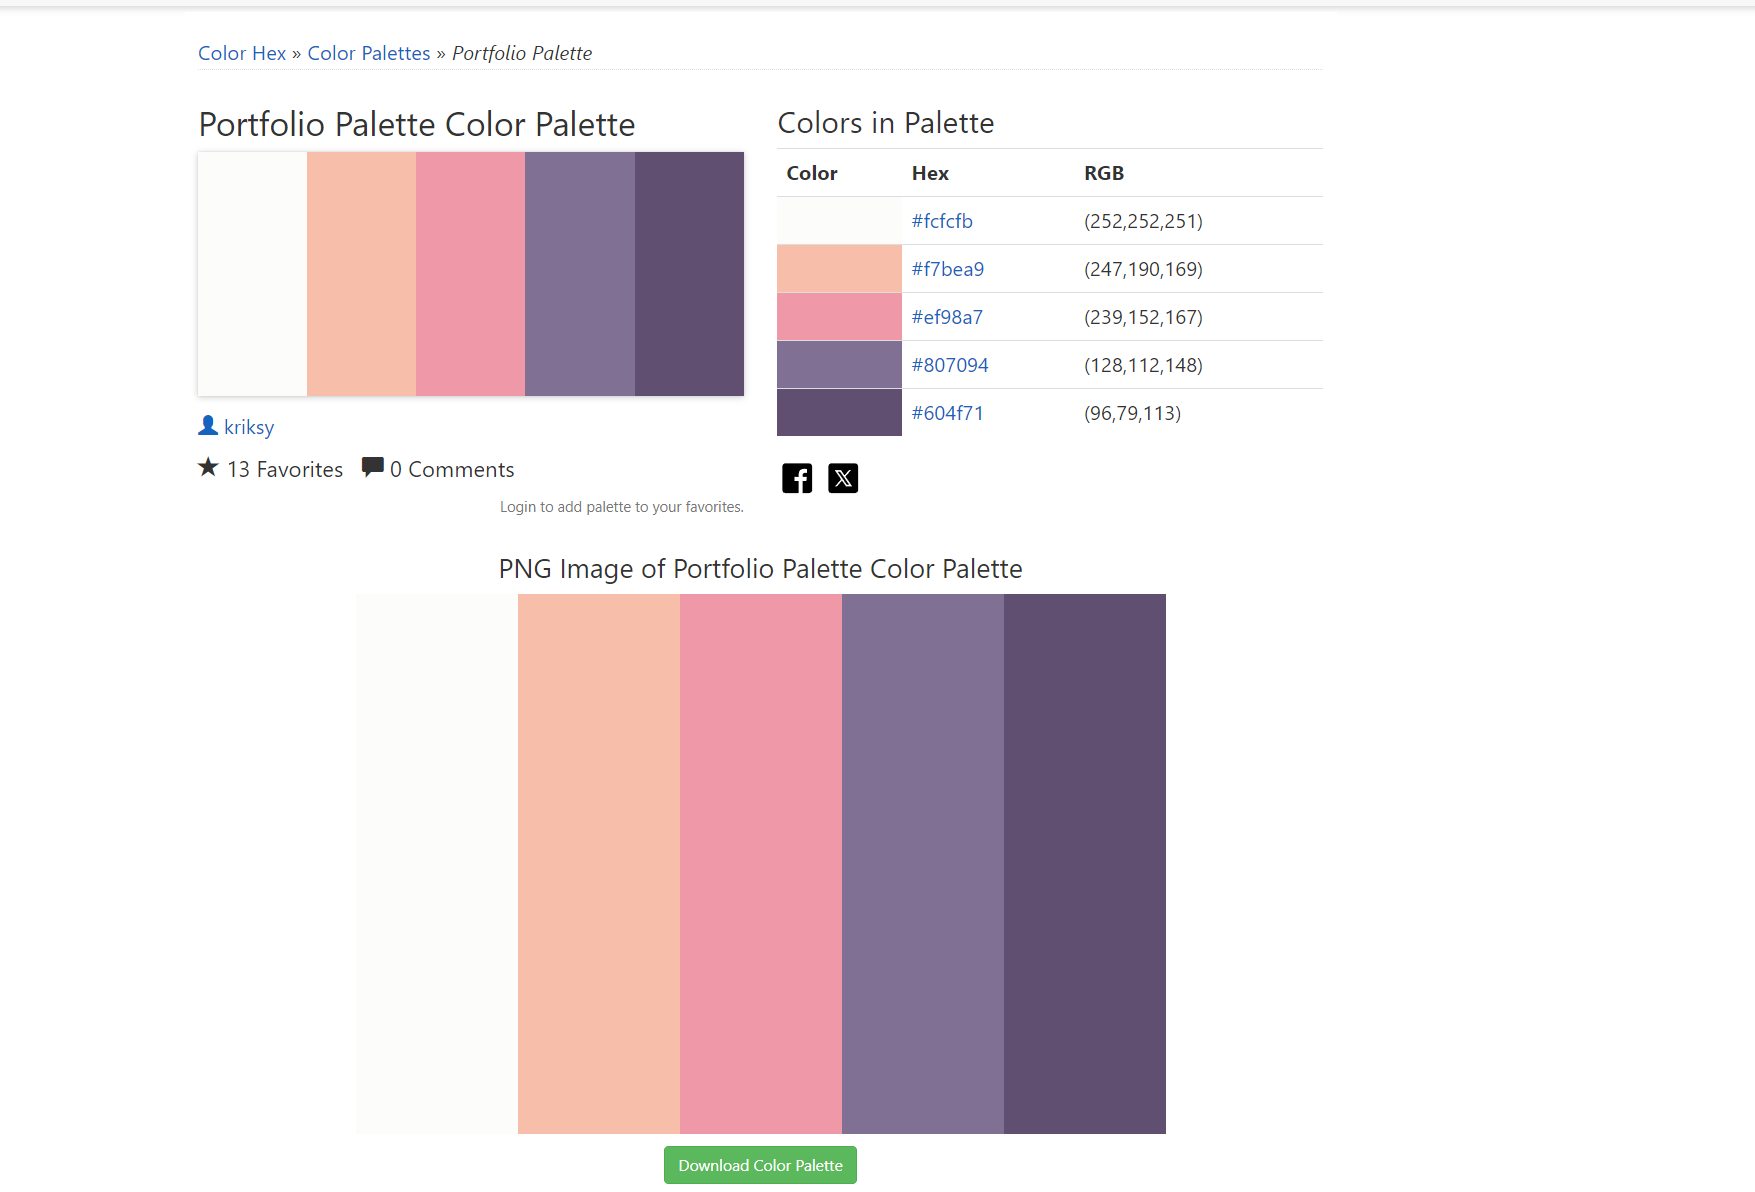 Color Hex » Color Palettes » Portfolio Palette
Portfolio Palette Color Palette
kriksy
13 Favorites 0 Comments
Login to add palette to your favorites.
Colors in Palette
Color Hex RGB
#fcfcfb (252,252,251)
#f7bea9 (247,190,169)
#ef98a7 (239,152,167)
#807094 (128,112,148)
#604f71 (96,79,113)
PNG Image of Portfolio Palette Color Palette
Download Color Palette